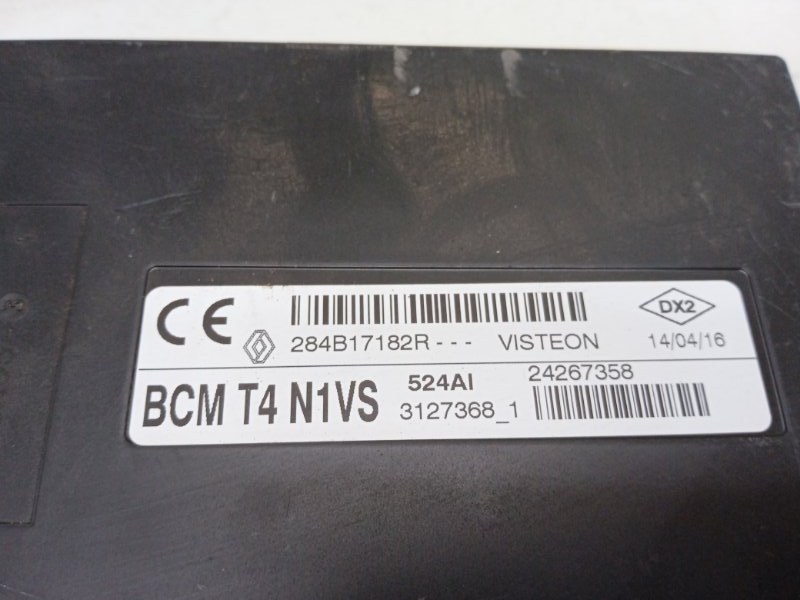 CE
284B17182R--- VISTEON
DX2
14/04/16
BCM T4 N1VS
524AI
3127368_1
24267358